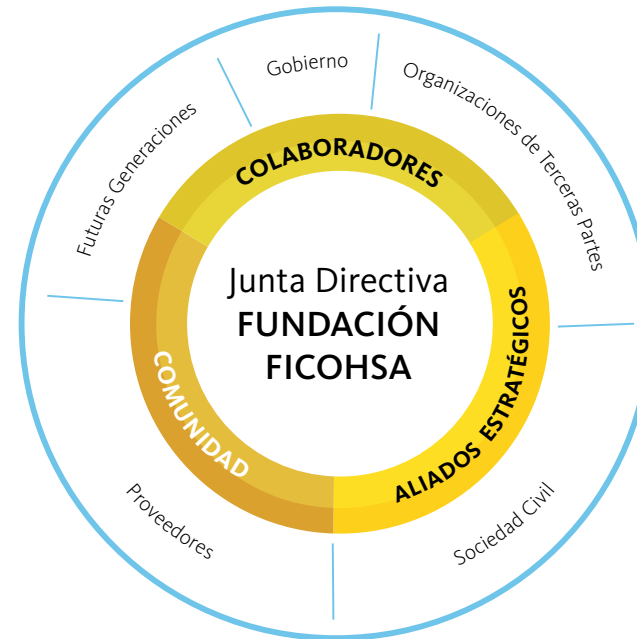 Gobierno
Organizaciones de Terceras Partes
Futuras Generaciones
COLABORADORES
Junta Directiva
FUNDACIÓN
FICOHSA
COMUNIDAD
ALIADOS ESTRATÉGICOS
Proveedores
Sociedad Civil